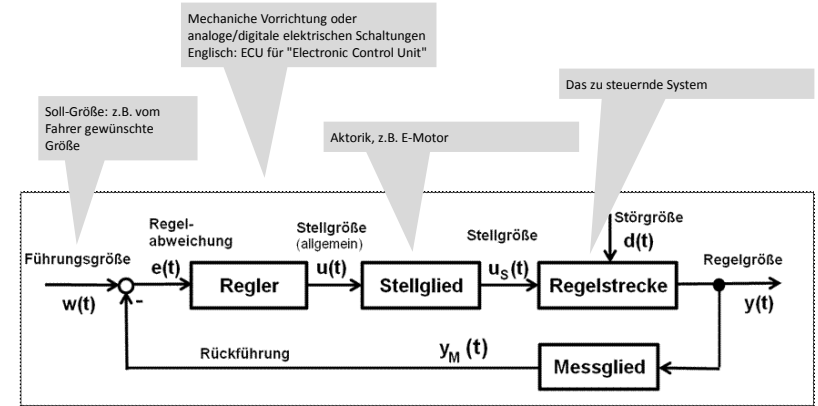 Mechaniche Vorrichtung oder
analoge/digitale elektrischen Schaltungen
Englisch: ECU für "Electronic Control Unit"
Das zu steuernde System
Soll-Größe: z.B. vom
Fahrer gewünschte
Größe
Aktorik, z.B. E-Motor
Führungsgröße
w(t)
-
Regel-
abweichung
e(t)
Regler
Stellgröße
(allgemein)
u(t)
Stellglied
Stellgröße
uS(t)
Störgröße
d(t)
Regelstrecke
Regelgröße
y(t)
Rückführung
yM (t)
Messglied